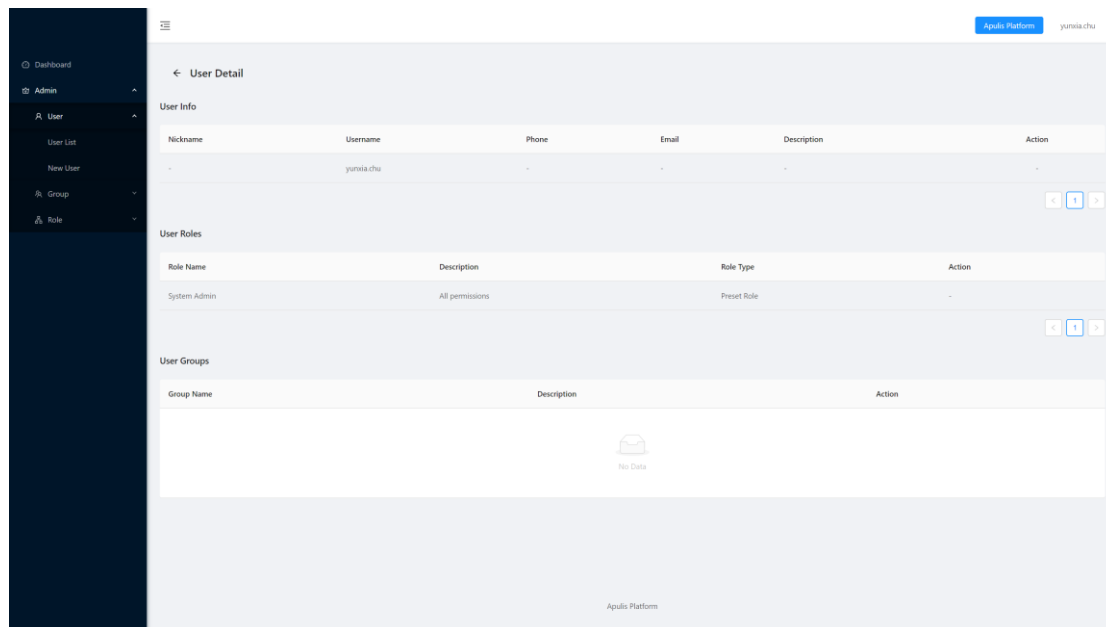 Apulis Platform yunxia.chu
Dashboard
Admin
User
User List
New User
Group
Role
← User Detail
User Info
Nickname Username Phone Email Description Action
- yunxia.chu - - - -
< 1 >
User Roles
Role Name Description Role Type Action
System Admin All permissions Preset Role -
< 1 >
User Groups
Group Name Description Action
No Data
Apulis Platform